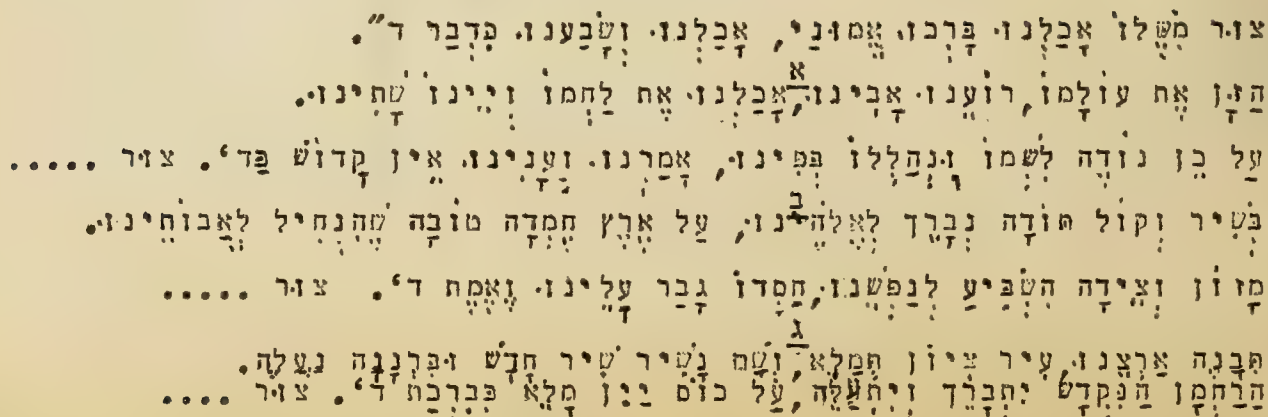 צוּר מִשֶּׁלּוֹ אָכַלְנוּ. בָּרְכוּ. אֱמוּנַי, אָכַלְנוּ. וְשָׂבַעְנוּ. כִּדְבַר ד".
הַזָּן אֶת עוֹלָמוֹ, רוֹעֵנוּ אָבִינוּ,א אָכַלְנוּ אֶת לַחְמוֹ וְיֵינוֹ שָׁתִינוּ.
עַל כֵּן נוֹדֶה לִשְׁמוֹ וּנְהַלְלוֹ בְּפִינוּ, אָמַרְנוּ. וְעָנִינוּ. אֵין קָדוֹשׁ כַּד'. צוּר .....
בְּשִׁיר וְקוֹל תּוֹדָה נְבָרֵךְ לֵאלֹהֵינוּ,ב עַל אֶרֶץ חֶמְדָּה טוֹבָה שֶׁהִנְחִיל לַאֲבוֹתֵינוּ.
מָזוֹן וְצֵידָה הִשְׂבִּיעַ לְנַפְשֵׁנוּ, חַסְדוֹ גָּבַר עָלֵינוּ. וֶאֱמֶת ד'. צוּר .....
תִּבְנֶה אַרְצֵנוּ, עִיר צִיּוֹן תְּמַלֵּא,ג וְשָׁם נָשִׁיר שִׁיר חָדָשׁ וּבִרְנָנָה נַעֲלֶה.
הָרַחְמָן הַנִּקְדָּשׁ יִתְבָּרֵךְ וְיִתְעַלֶּה, עַל כּוֹס יַיִן מָלֵא כְּבִרְכַּת ד'. צוּר ....